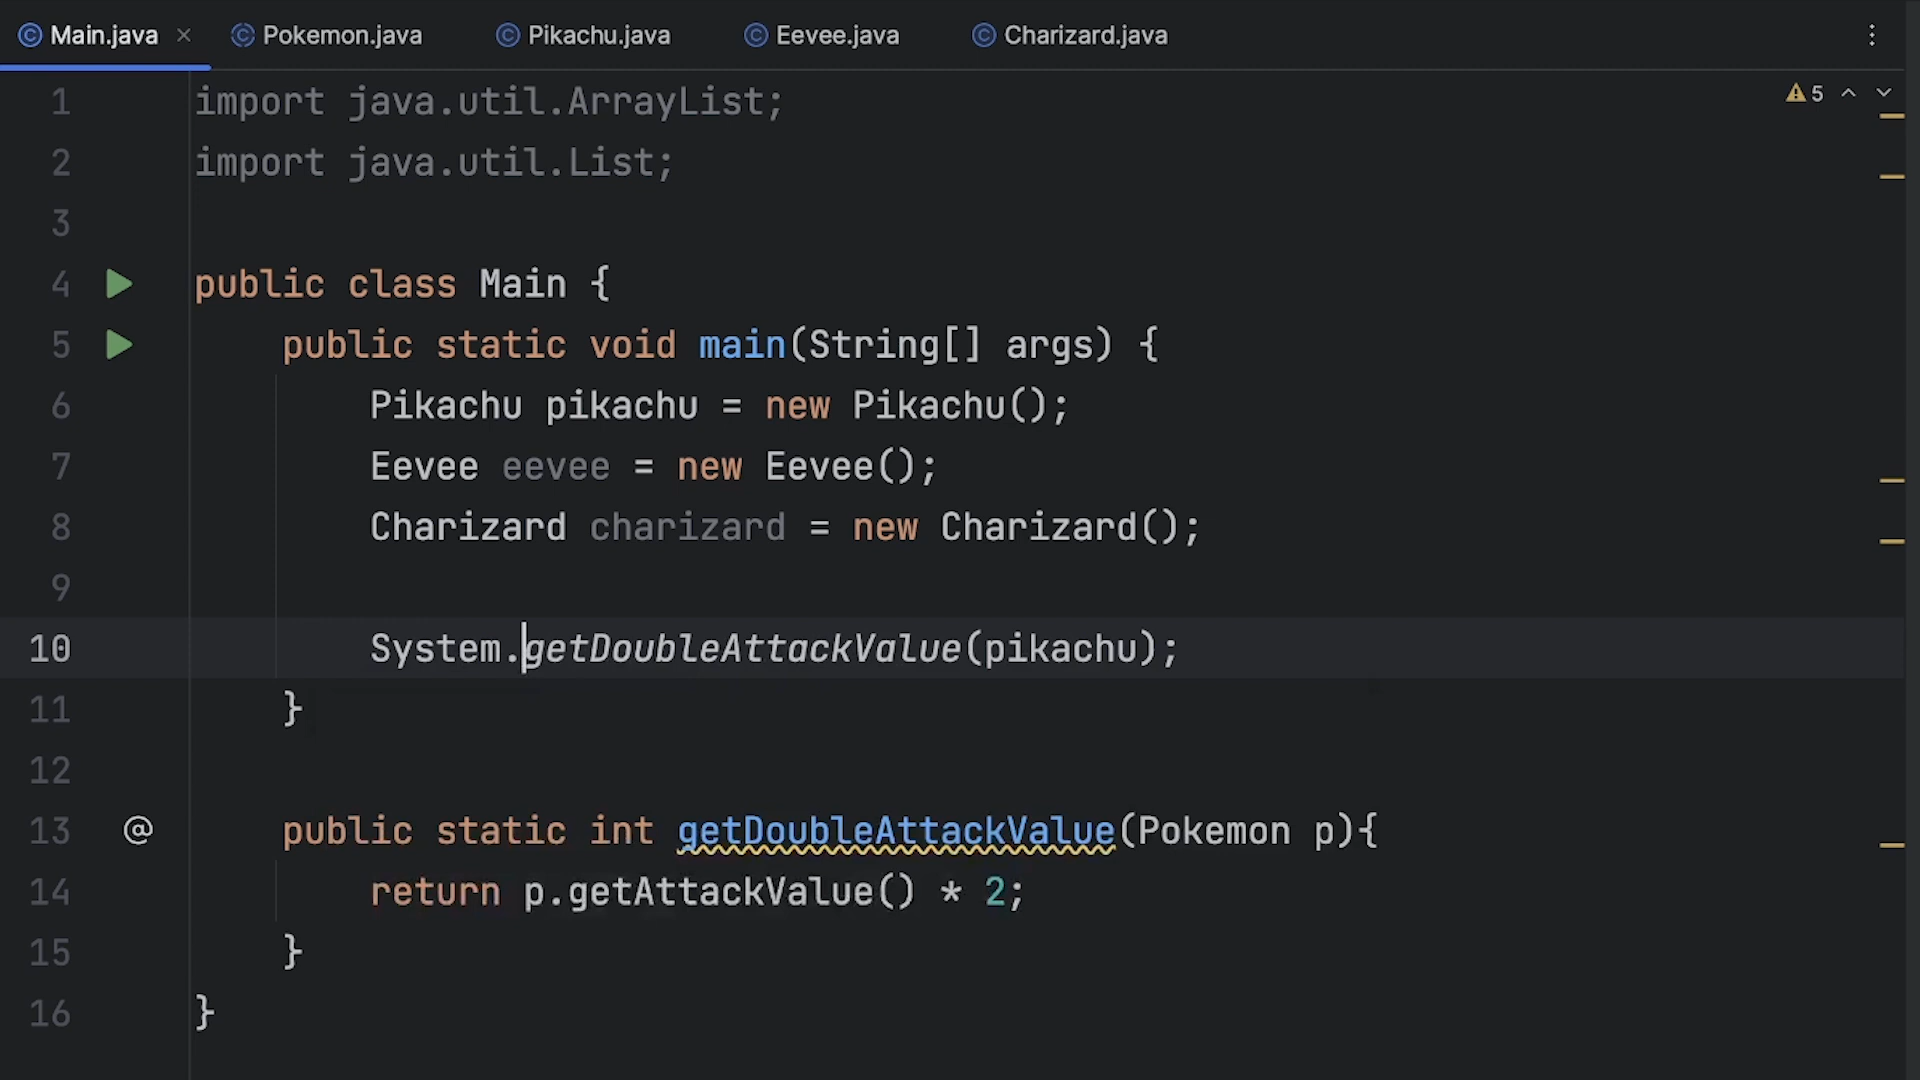 Main.java × Pokemon.java Pikachu.java Eevee.java Charizard.java
1 import java.util.ArrayList; 5
2 import java.util.List;
3
4 public class Main {
5 public static void main(String[] args) {
6 Pikachu pikachu = new Pikachu();
7 Eevee eevee = new Eevee();
8 Charizard charizard = new Charizard();
9
10 System.getDoubleAttackValue(pikachu);
11 }
12
13 @ public static int getDoubleAttackValue(Pokemon p){
14 return p.getAttackValue() * 2;
15 }
16 }